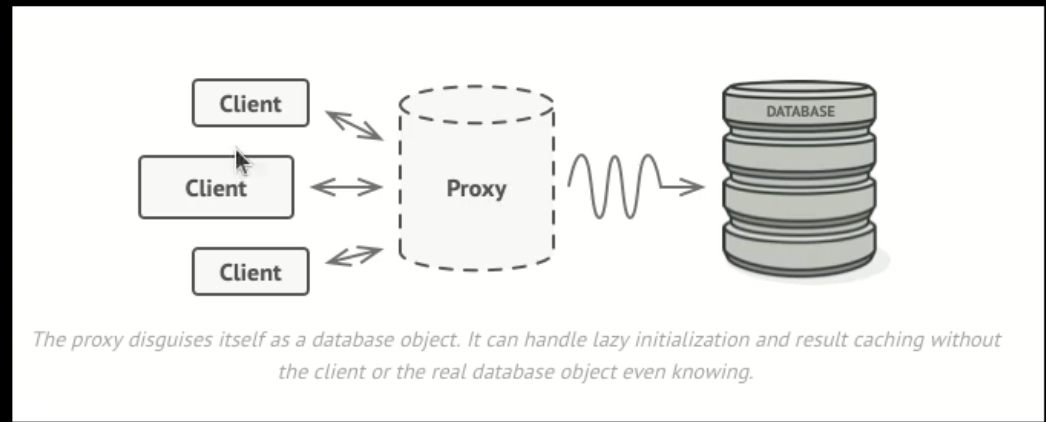 Client
Client
Client
Proxy
DATABASE
The proxy disguises itself as a database object. It can handle lazy initialization and result caching without
the client or the real database object even knowing.